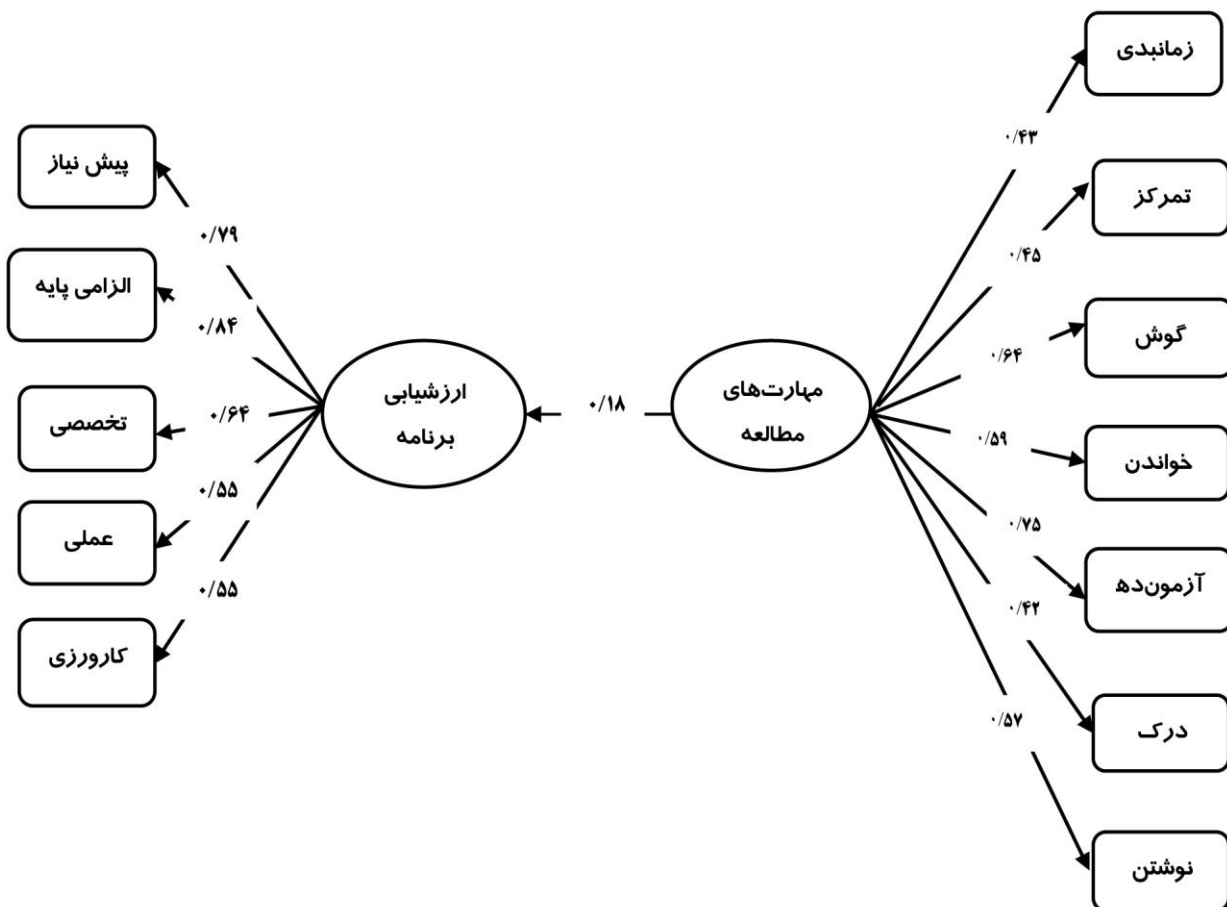 زمانبدی
۰/۴۳
تمرکز
۰/۴۵
گوش
۰/۶۴
خواندن
۰/۵۹
آزمون‌ده
۰/۷۵
درک
۰/۴۲
نوشتن
۰/۵۷
مهارت‌های
مطالعه
۰/۱۸
ارزشیابی
برنامه
پیش نیاز
۰/۷۹
الزامی پایه
۰/۸۴
تخصصی
۰/۶۴
عملی
۰/۵۵
کارورزی
۰/۵۵